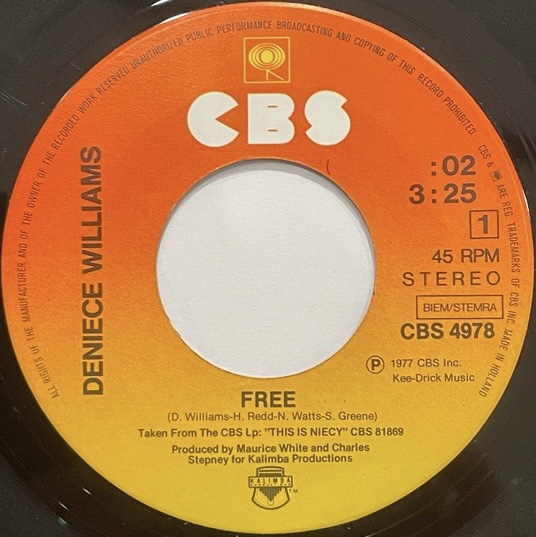 ALL RIGHTS OF THE MANUFACTURER AND OF THE OWNER OF THE RECORDED WORK RESERVED UNAUTHORIZED PUBLIC PERFORMANCE BROADCASTING AND COPYING OF THIS RECORD PROHIBITED. CBS & ARE REG. TRADEMARKS OF CBS INC. MADE IN HOLLAND
CBS
DENIECE WILLIAMS
:02
3:25
1
45 RPM
STEREO
BIEM/STEMRA
CBS 4978
Ⓟ 1977 CBS Inc.
Kee-Drick Music
FREE
(D. Williams-H. Redd-N. Watts-S. Greene)
Taken From The CBS Lp: "THIS IS NIECY" CBS 81869
Produced by Maurice White and Charles
Stepney for Kalimba Productions
KALIMBA
TM